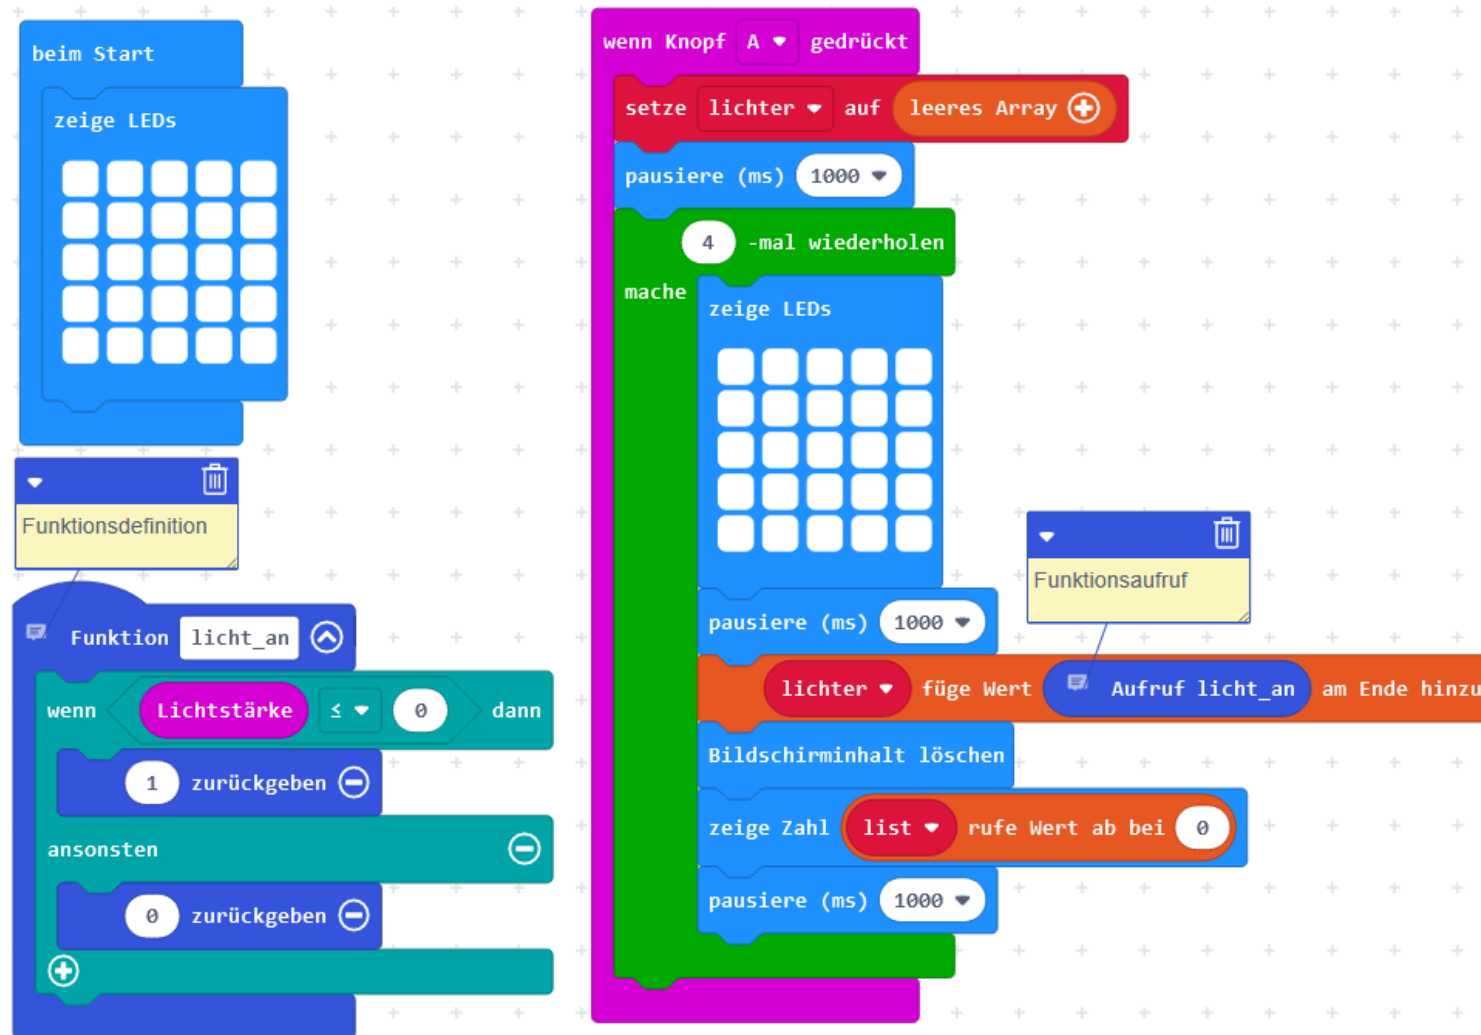 beim Start
zeige LEDs
Funktionsdefinition
Funktion licht_an
wenn Lichtstärke ≤ 0 dann
1 zurückgeben
ansonsten
0 zurückgeben
wenn Knopf A gedrückt
setze lichter auf leeres Array
pausiere (ms) 1000
4 -mal wiederholen
mache
zeige LEDs
pausiere (ms) 1000
Funktionsaufruf
lichter füge Wert Aufruf licht_an am Ende hinzu
Bildschirminhalt löschen
zeige Zahl list rufe Wert ab bei 0
pausiere (ms) 1000